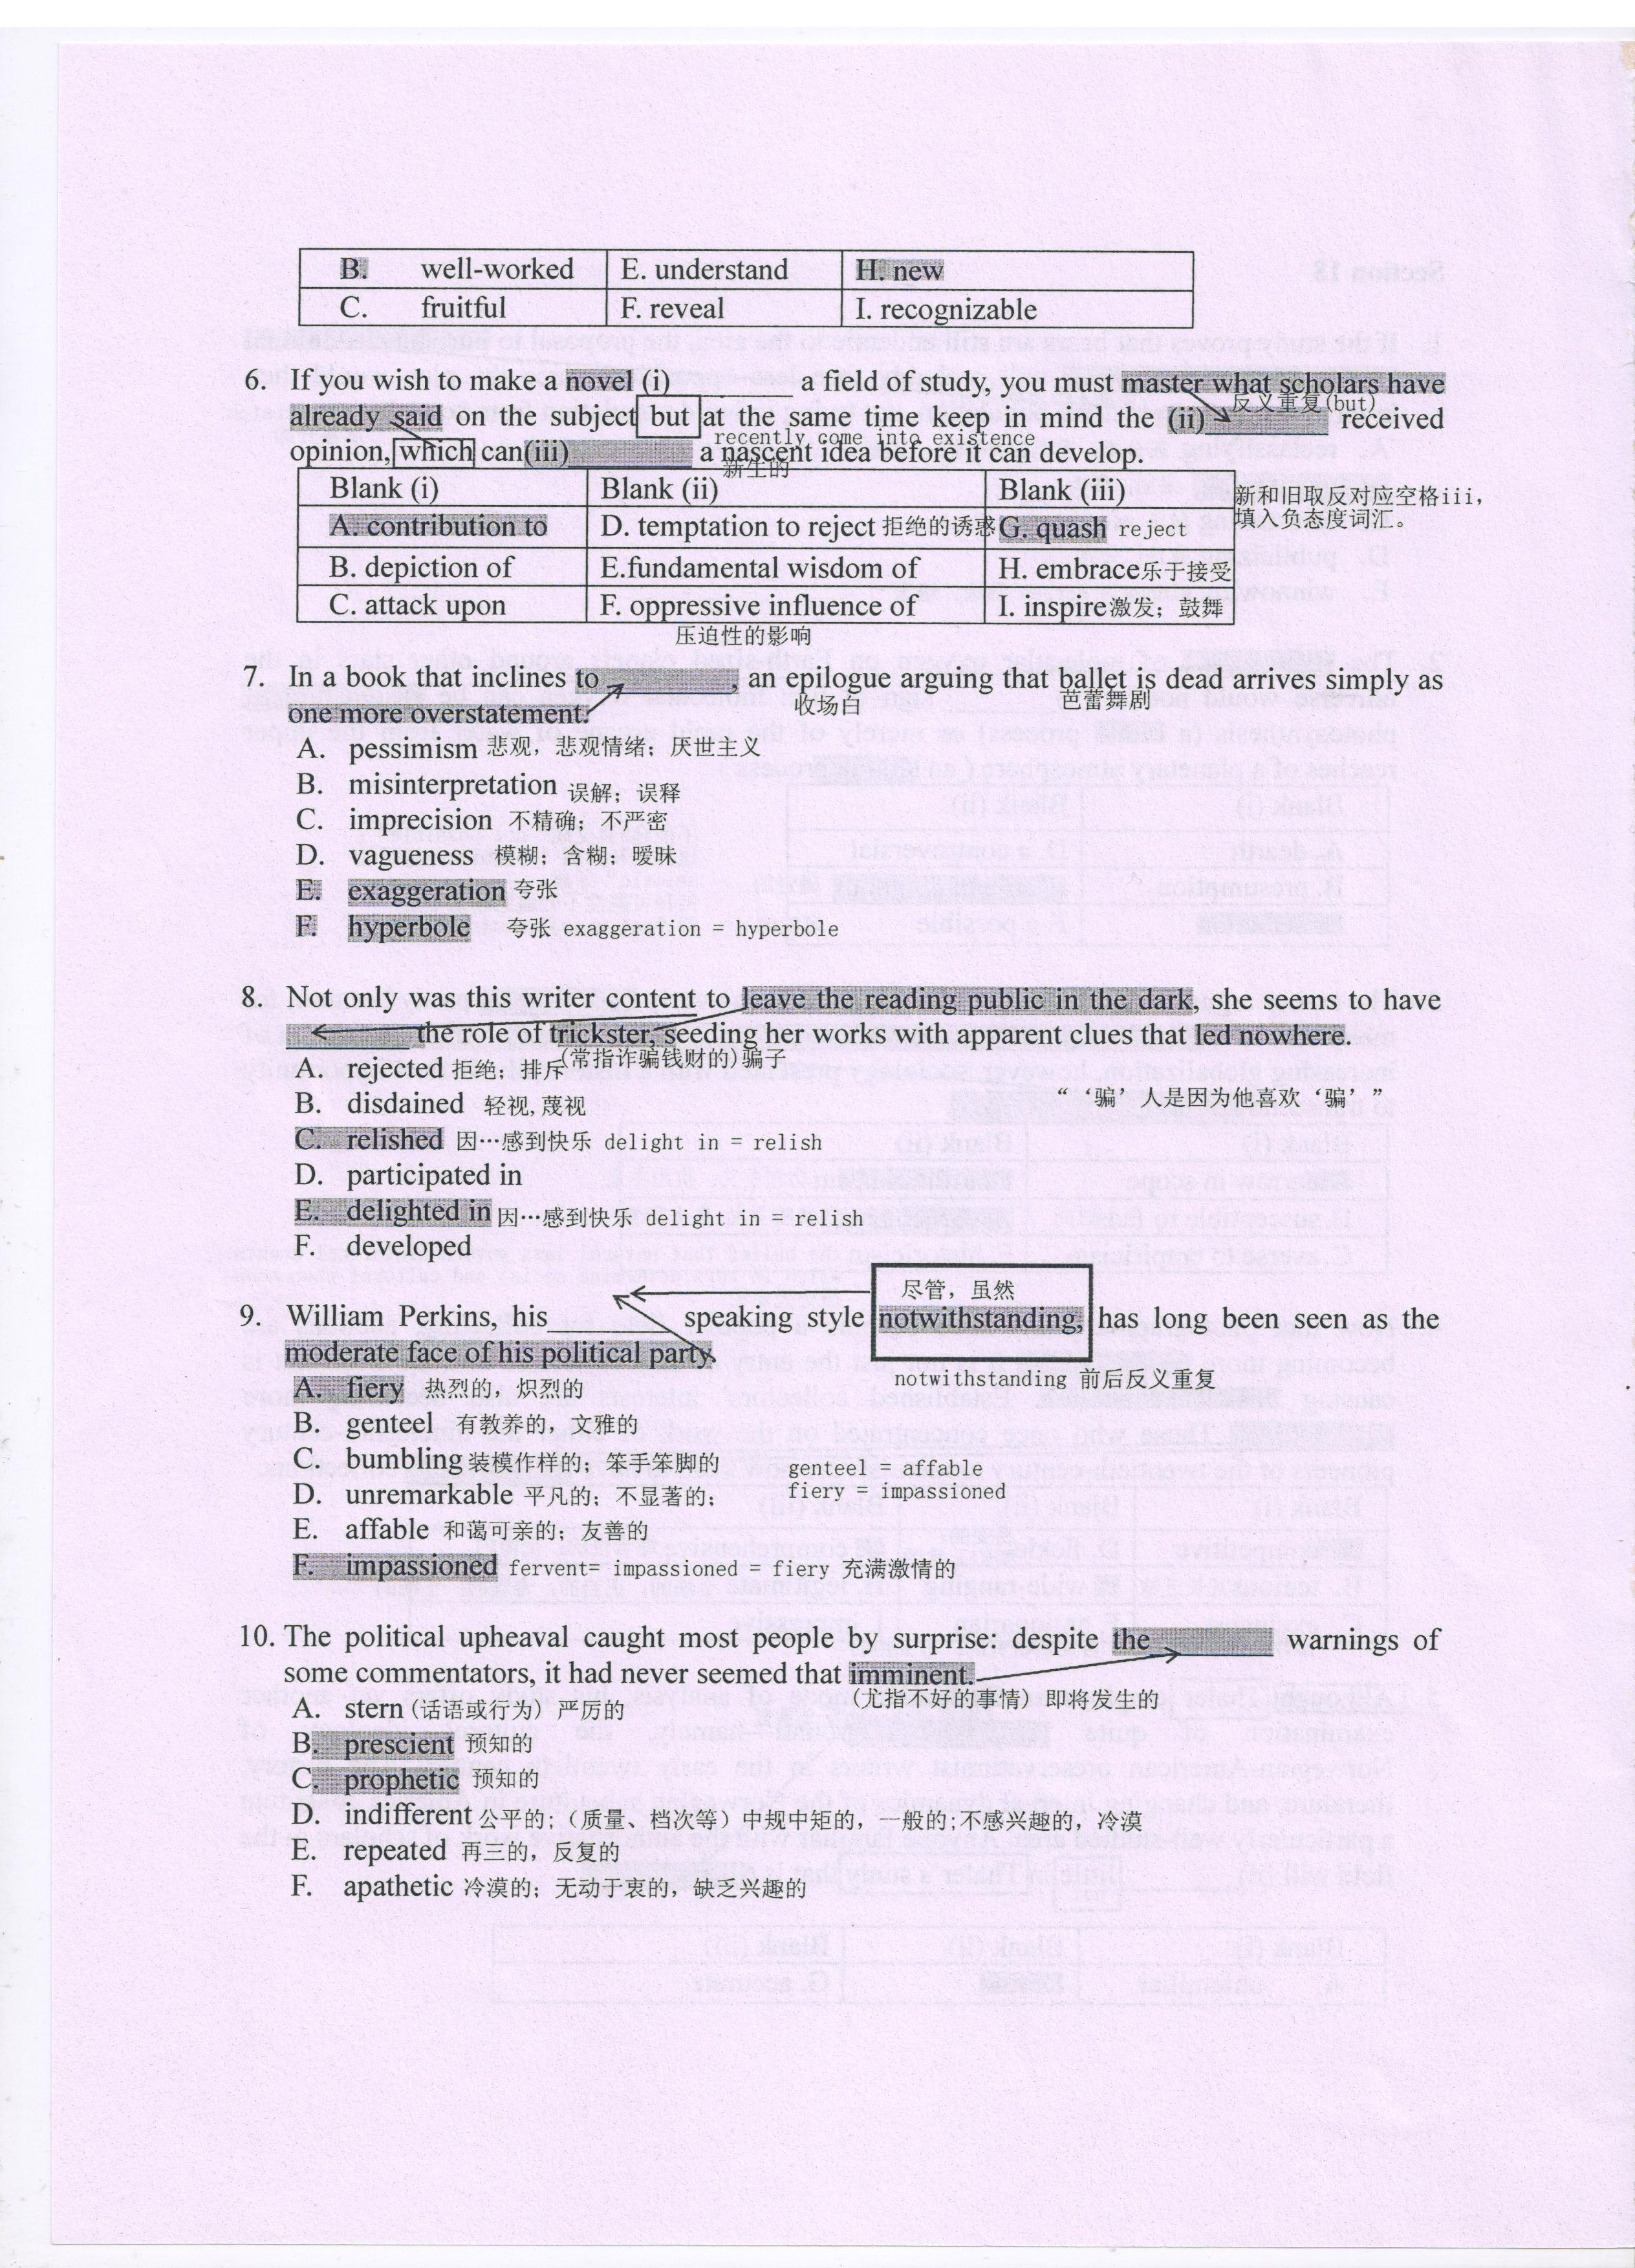 B. well-worked E. understand H. new
C. fruitful F. reveal I. recognizable
6. If you wish to make a novel (i)________ a field of study, you must master what scholars have
反义重复(but)
already said on the subject but at the same time keep in mind the (ii)________ received
recently come into existence
opinion, which can(iii)________ a nascent idea before it can develop.
新生的
Blank (i) Blank (ii) Blank (iii)
新和旧取反对应空格iii,
填入负态度词汇。
A. contribution to D. temptation to reject 拒绝的诱惑 G. quash reject
B. depiction of E.fundamental wisdom of H. embrace乐于接受
C. attack upon F. oppressive influence of I. inspire激发；鼓舞
压迫性的影响
7. In a book that inclines to________, an epilogue arguing that ballet is dead arrives simply as
收场白 芭蕾舞剧
one more overstatement.
A. pessimism 悲观，悲观情绪；厌世主义
B. misinterpretation 误解；误释
C. imprecision 不精确；不严密
D. vagueness 模糊；含糊；暧昧
E. exaggeration 夸张
F. hyperbole 夸张 exaggeration = hyperbole
8. Not only was this writer content to leave the reading public in the dark, she seems to have
________the role of trickster, seeding her works with apparent clues that led nowhere.
(常指诈骗钱财的)骗子
A. rejected 拒绝；排斥
B. disdained 轻视,蔑视
“‘骗’人是因为他喜欢‘骗’”
C. relished 因…感到快乐 delight in = relish
D. participated in
E. delighted in 因…感到快乐 delight in = relish
F. developed
尽管，虽然
9. William Perkins, his________ speaking style notwithstanding, has long been seen as the
moderate face of his political party.
notwithstanding 前后反义重复
A. fiery 热烈的，炽烈的
B. genteel 有教养的，文雅的
C. bumbling 装模作样的；笨手笨脚的
genteel = affable
D. unremarkable 平凡的；不显著的；
fiery = impassioned
E. affable 和蔼可亲的；友善的
F. impassioned fervent= impassioned = fiery 充满激情的
10. The political upheaval caught most people by surprise: despite the________ warnings of
some commentators, it had never seemed that imminent.
(尤指不好的事情) 即将发生的
A. stern (话语或行为) 严厉的
B. prescient 预知的
C. prophetic 预知的
D. indifferent 公平的;（质量、档次等）中规中矩的，一般的;不感兴趣的，冷漠
E. repeated 再三的，反复的
F. apathetic 冷漠的；无动于衷的，缺乏兴趣的